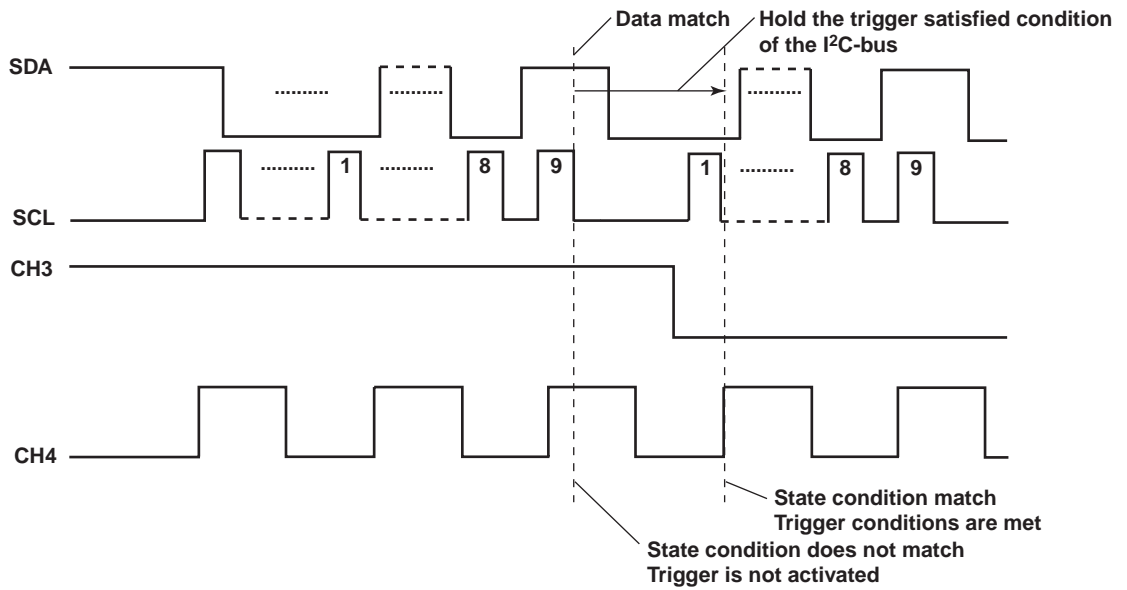 Data match
Hold the trigger satisfied condition
of the I²C-bus
SDA
1
8
9
1
8
9
SCL
CH3
CH4
State condition match
Trigger conditions are met
State condition does not match
Trigger is not activated